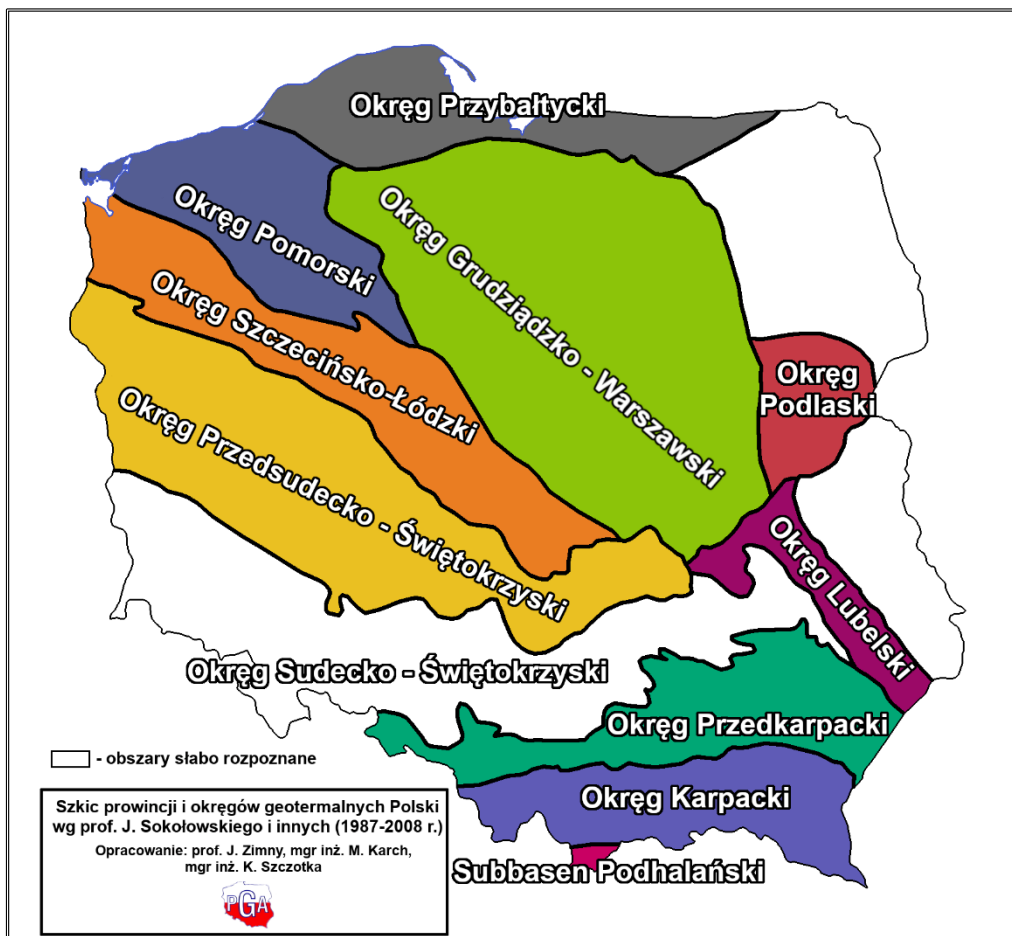 Okręg Przybałtycki
Okręg Pomorski
Okręg Grudziądzko - Warszawski
Okręg Szczecińsko-Łódzki
Okręg
Podlaski
Okręg Przedsudecko - Świętokrzyski
Okręg Lubelski
Okręg Sudecko - Świętokrzyski
Okręg Przedkarpacki
- obszary słabo rozpoznane
Okręg Karpacki
Szkic prowincji i okręgów geotermalnych Polski
wg prof. J. Sokołowskiego i innych (1987-2008 r.)
Opracowanie: prof. J. Zimny, mgr inż. M. Karch,
mgr inż. K. Szczotka
Subbasen Podhalański
PGA